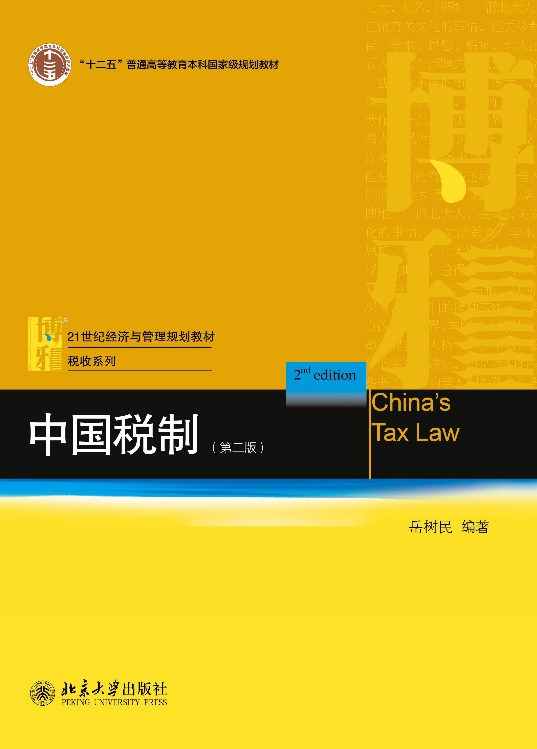 “十二五”普通高等教育本科国家级规划教材
博雅
博雅
21世纪经济与管理规划教材
税收系列
2nd edition
China's
Tax Law
中国税制（第二版）
岳树民 编著
北京大学出版社
PEKING UNIVERSITY PRESS